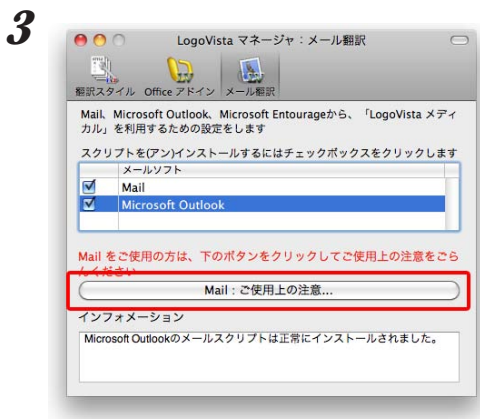 3
LogoVista マネージャ:メール翻訳
翻訳スタイル Office アドイン メール翻訳
Mail、Microsoft Outlook、Microsoft Entourageから、「LogoVista メディ
カル」を利用するための設定をします
スクリプトを(アン)インストールするにはチェックボックスをクリックします
メールソフト
Mail
Microsoft Outlook
Mail をご使用の方は、下のボタンをクリックしてご使用上の注意をごら
んください
Mail:ご使用上の注意...
インフォメーション
Microsoft Outlookのメールスクリプトは正常にインストールされました。